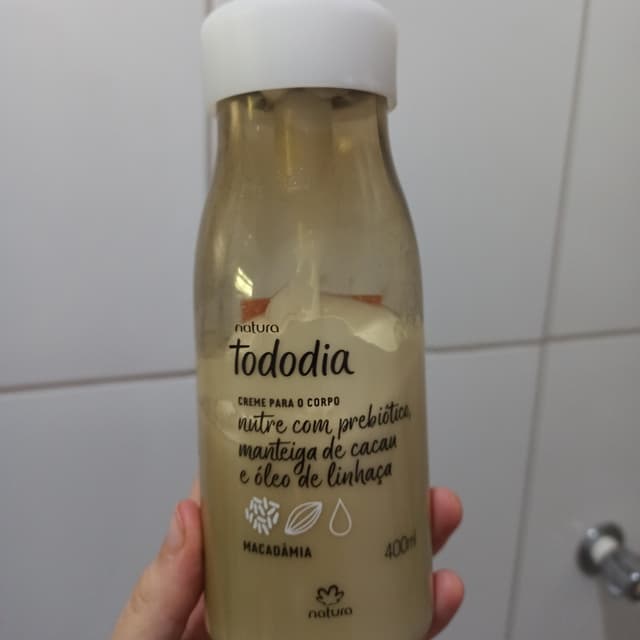 natura
tododia
CREME PARA O CORPO
nutre com prebiótico,
manteiga de cacau
e óleo de linhaça
MACADÂMIA
400ml
natura